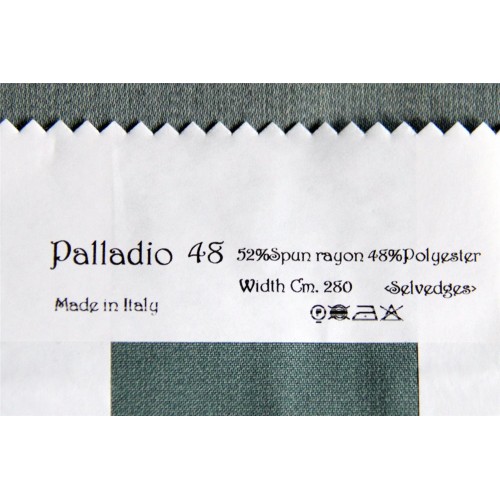 Palladio 48 52%Spun rayon 48%Polyester
Width Cm. 280 <Selvedges>
Made in Italy